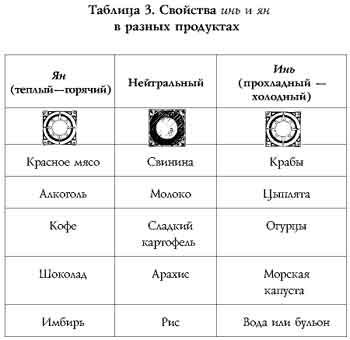 Таблица 3. Свойства инь и ян
в разных продуктах
Ян
(теплый—горячий)
Нейтральный
Инь
(прохладный —
холодный)
Красное мясо
Свинина
Крабы
Алкоголь
Молоко
Цыплята
Кофе
Сладкий
картофель
Огурцы
Шоколад
Арахис
Морская
капуста
Имбирь
Рис
Вода или бульон